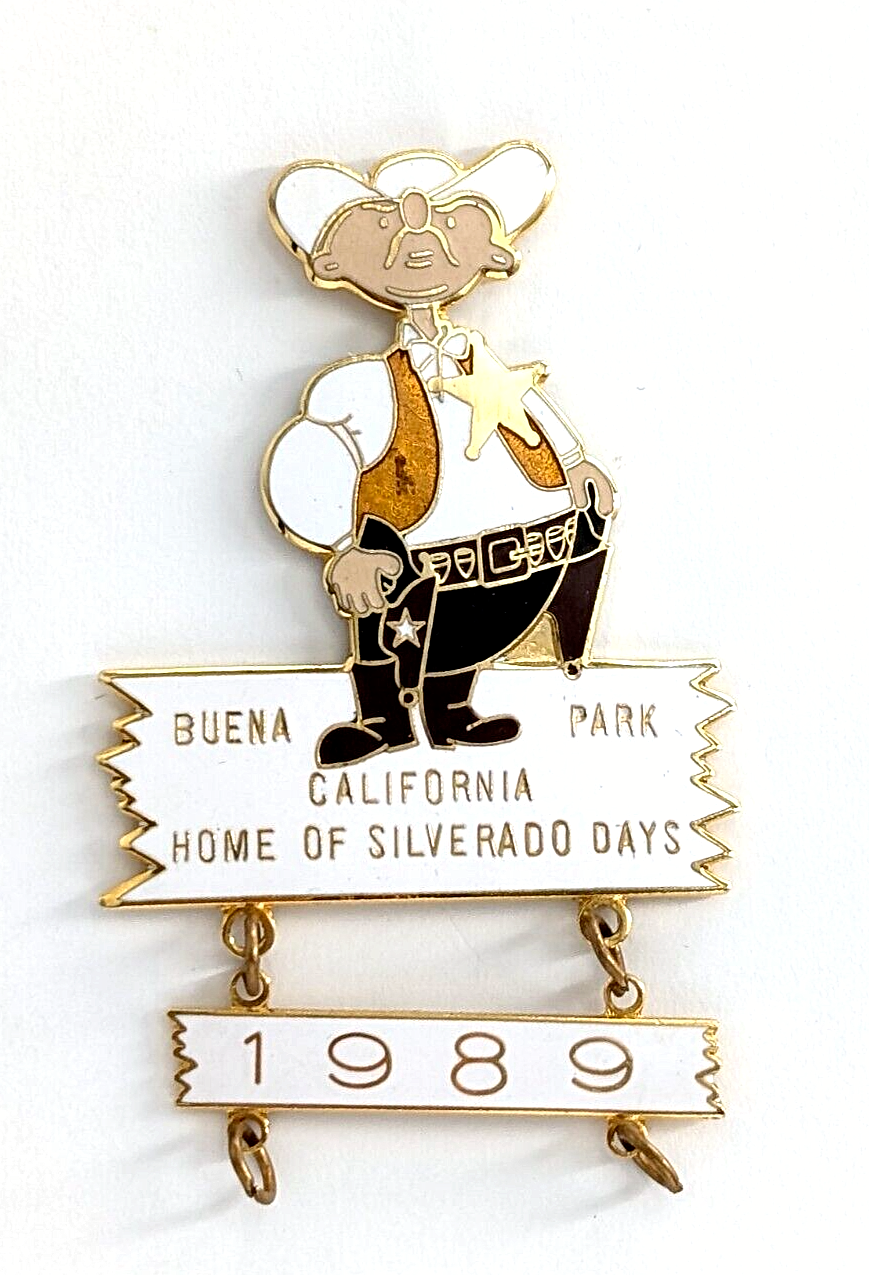 BUENA PARK
CALIFORNIA
HOME OF SILVERADO DAYS
1989